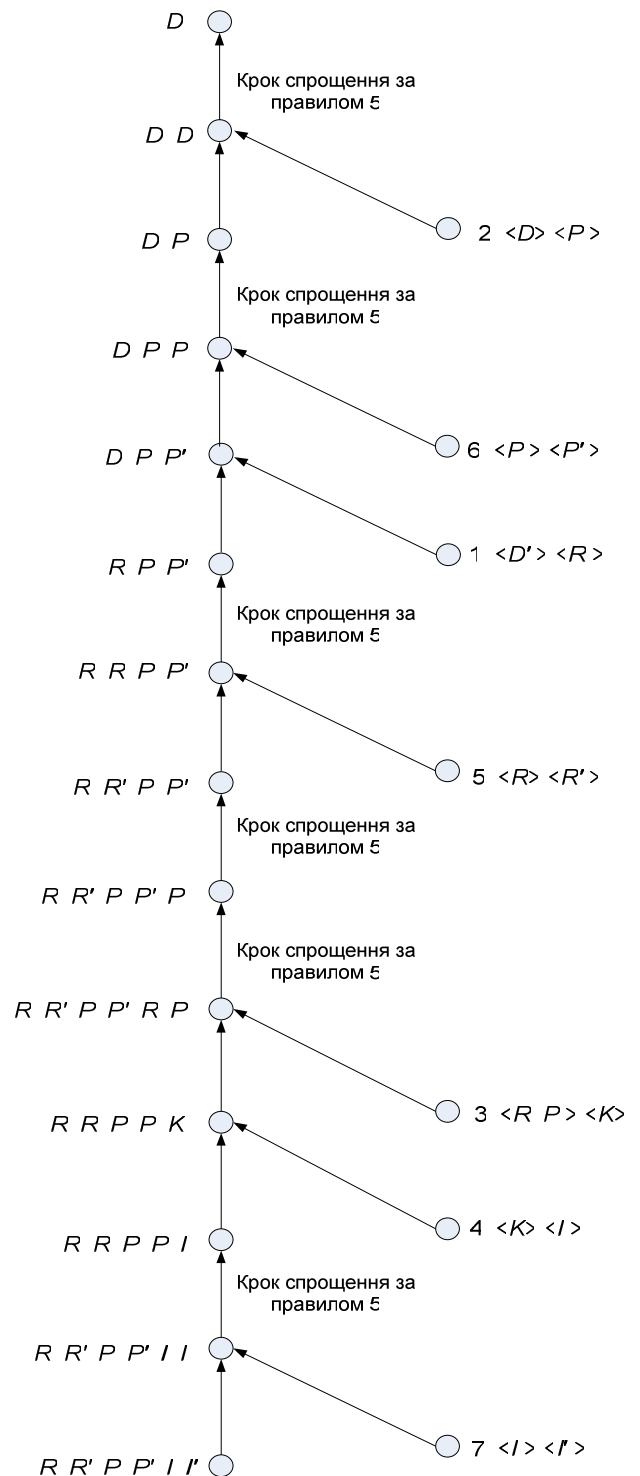 D
Крок спрощення за
правилом 5
D D
2 <D> <P>
D P
Крок спрощення за
правилом 5
D P P
6 <P> <P'>
D P P'
1 <D'> <R>
R P P'
Крок спрощення за
правилом 5
R R P P'
5 <R> <R'>
R R' P P'
Крок спрощення за
правилом 5
R R' P P' P
Крок спрощення за
правилом 5
R R' P P' R P
3 <R P> <K>
R R P P K
4 <K> <I>
R R P P I
Крок спрощення за
правилом 5
R R' P P' I I
7 <I> <I'>
R R' P P' I I'